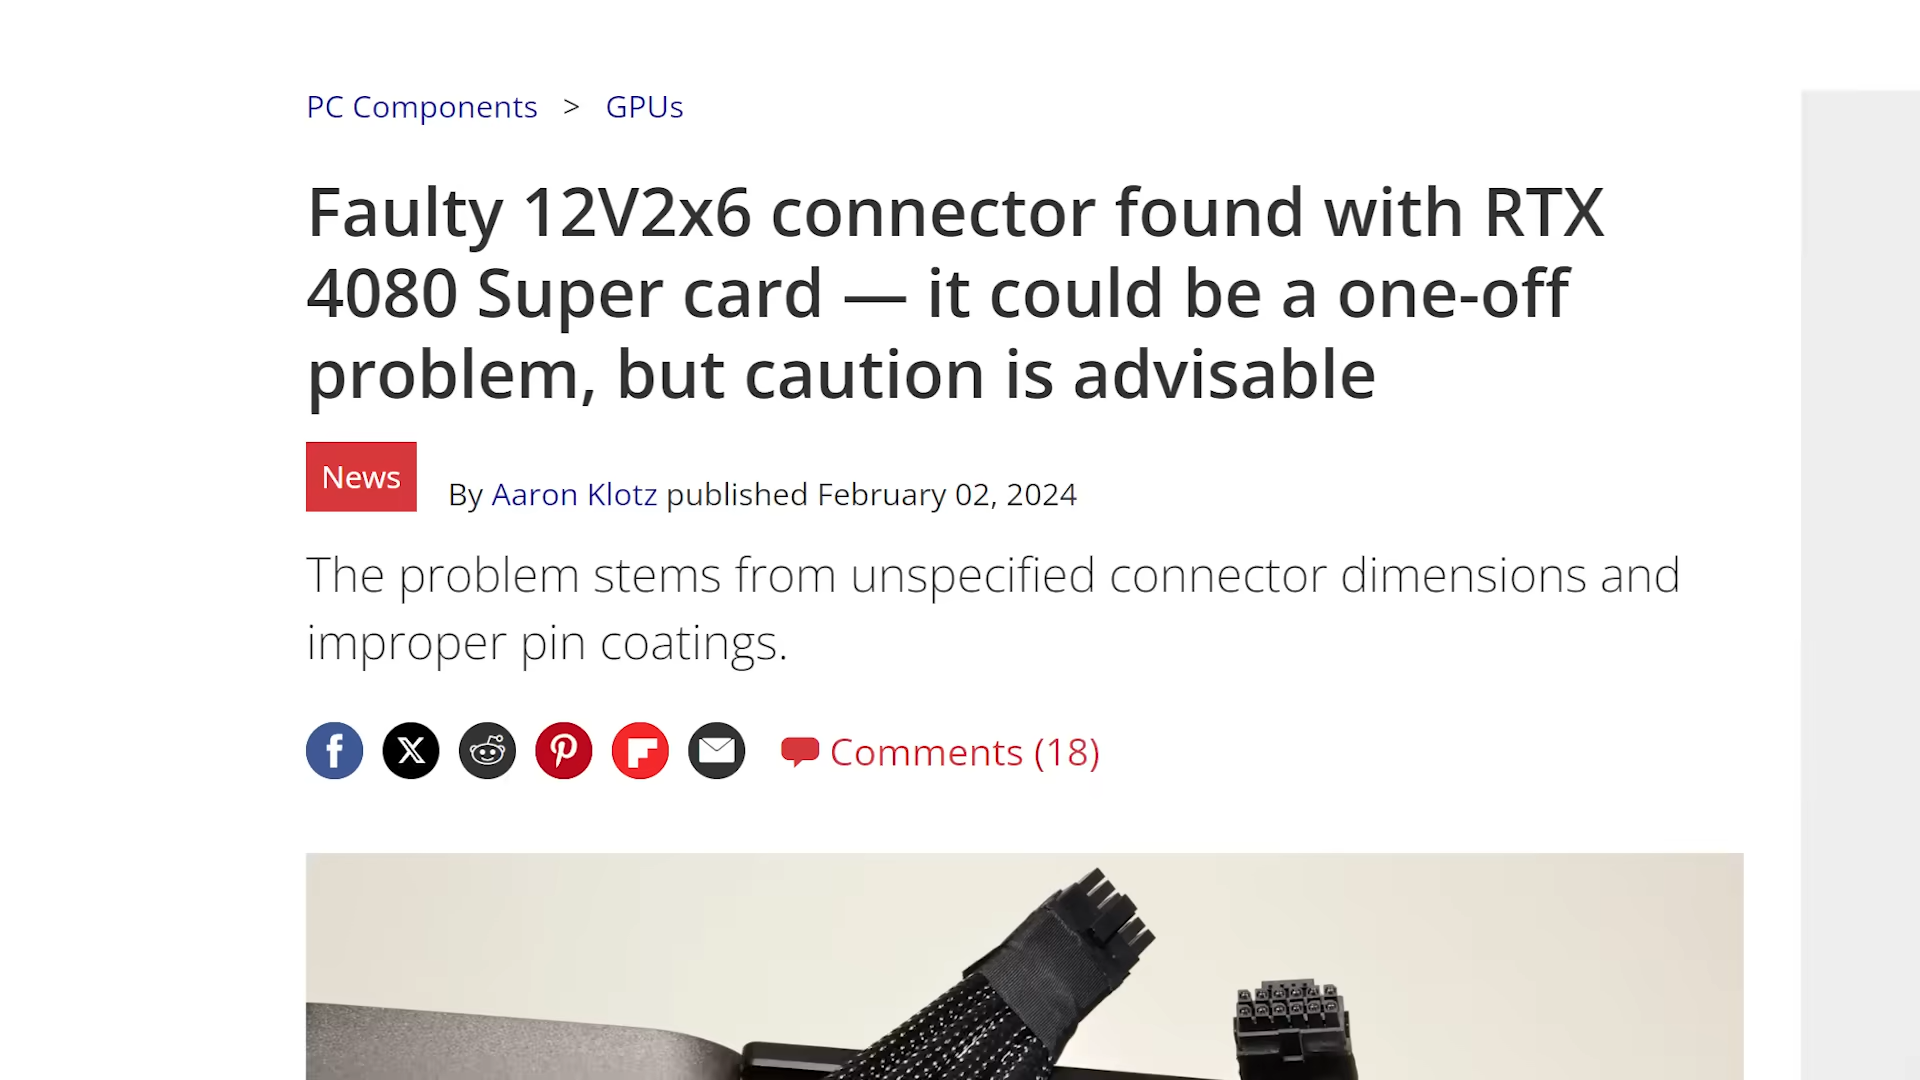 PC Components > GPUs
Faulty 12V2x6 connector found with RTX
4080 Super card — it could be a one-off
problem, but caution is advisable
News
By Aaron Klotz published February 02, 2024
The problem stems from unspecified connector dimensions and
improper pin coatings.
Comments (18)